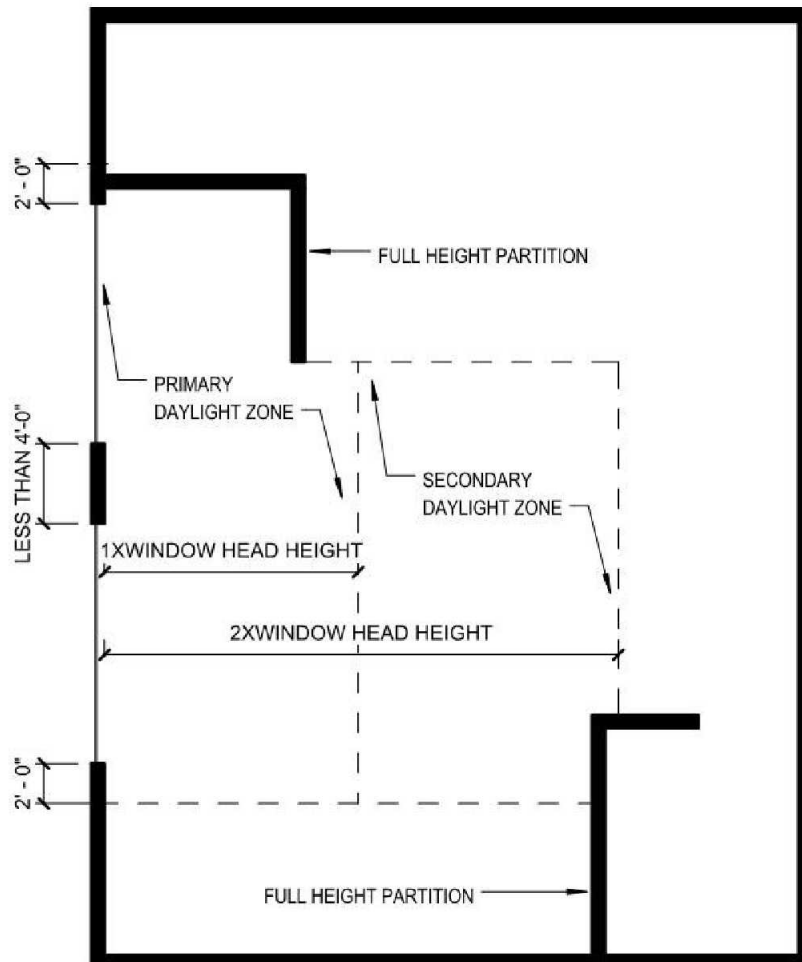 2' - 0"
FULL HEIGHT PARTITION
PRIMARY
DAYLIGHT ZONE
LESS THAN 4'-0"
SECONDARY
DAYLIGHT ZONE
1XWINDOW HEAD HEIGHT
2XWINDOW HEAD HEIGHT
2' - 0"
FULL HEIGHT PARTITION